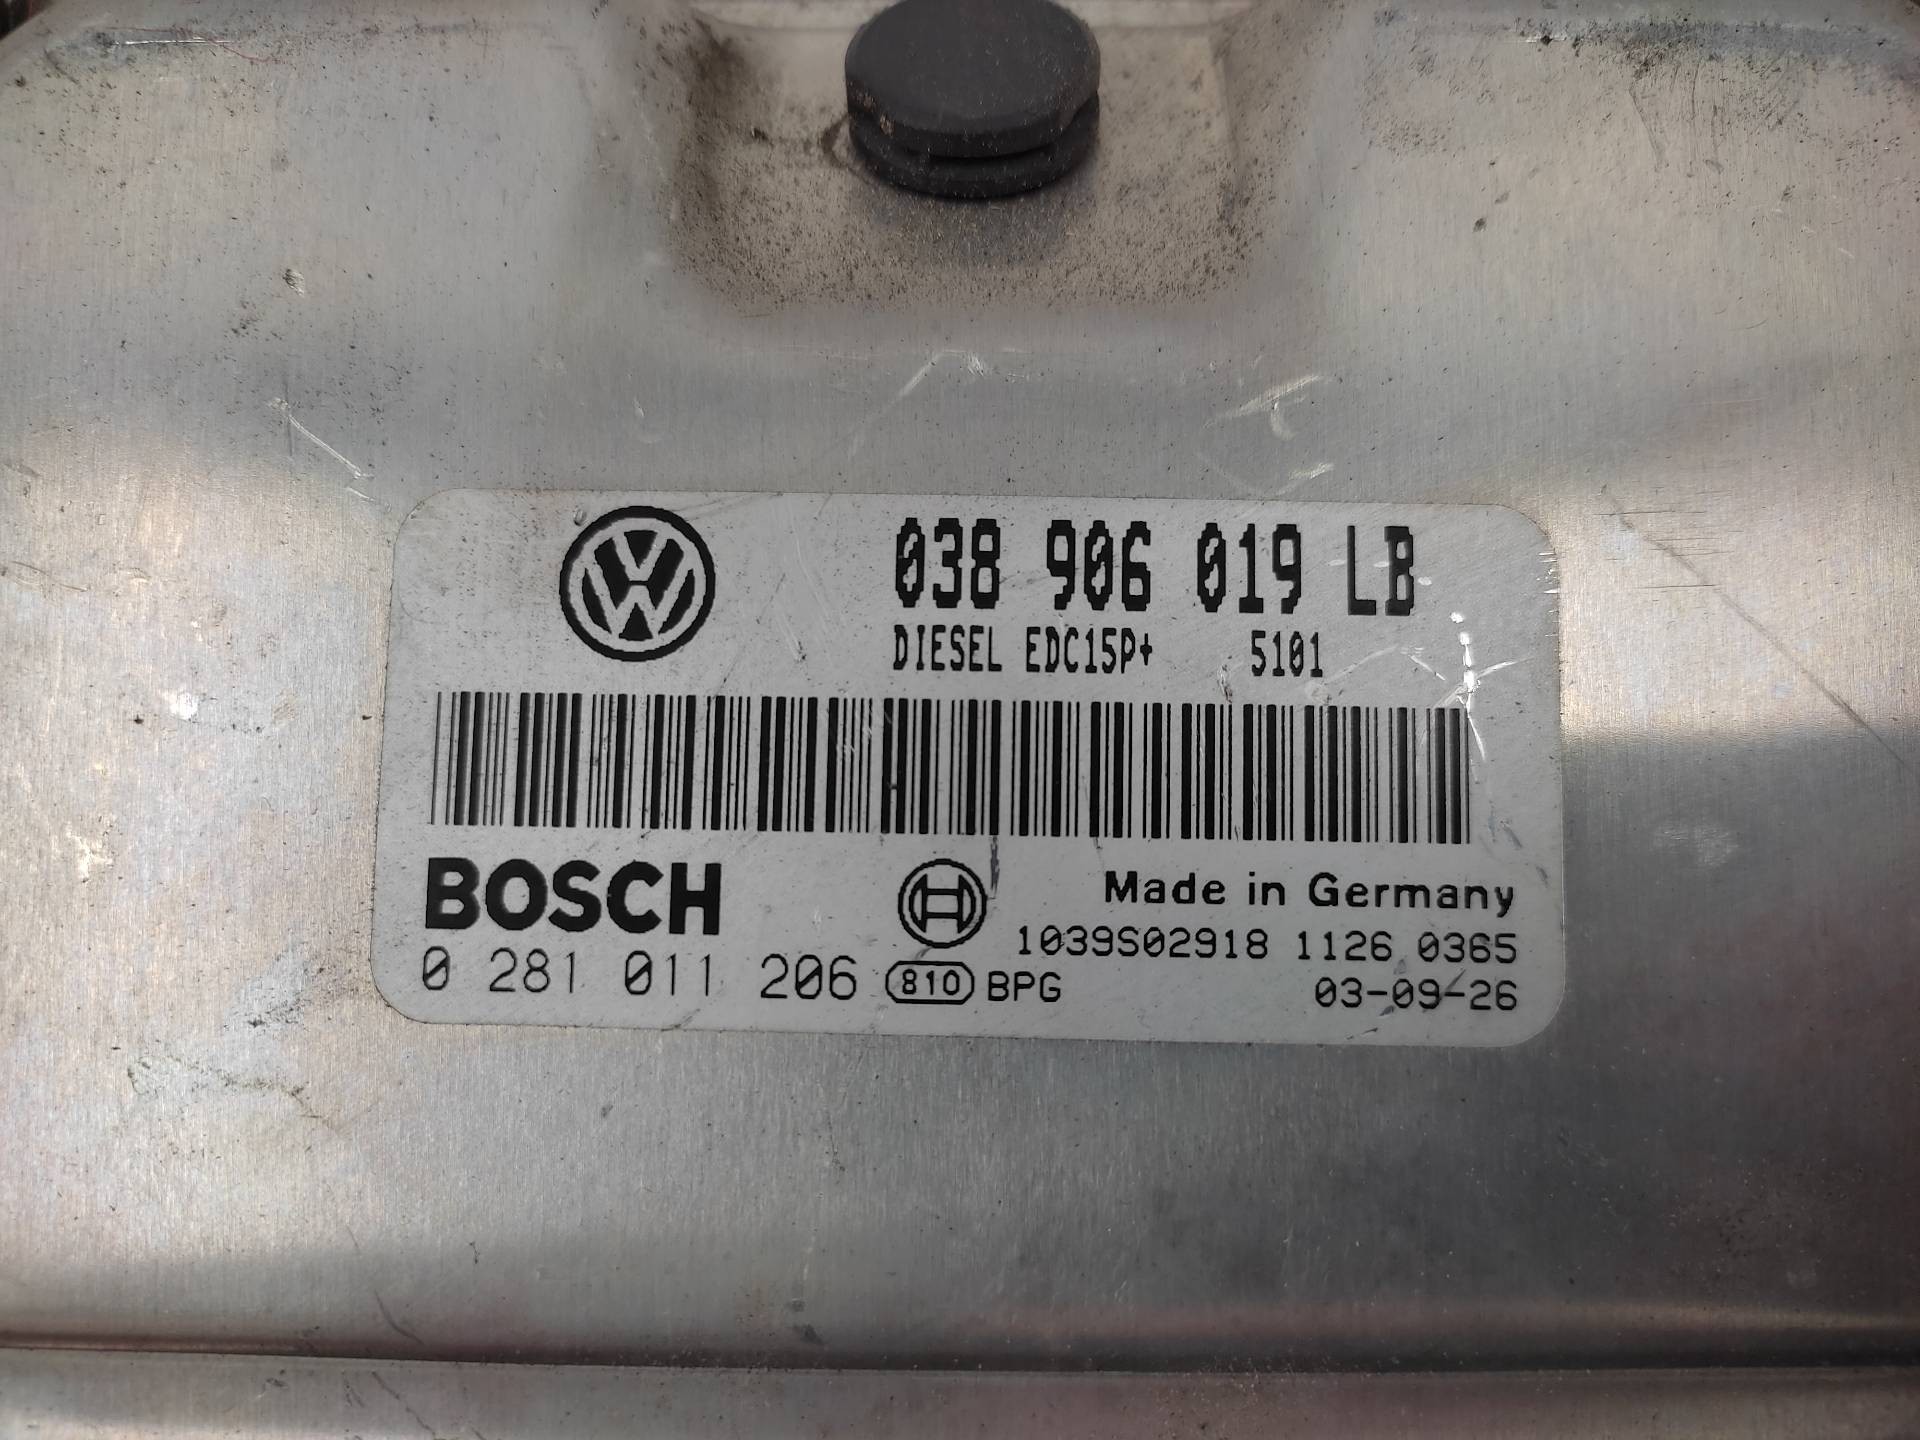 038 906 019 LB
DIESEL EDC15P+ 5101
BOSCH
Made in Germany
1039S02918 1126 0365
0 281 011 206 810 BPG 03-09-26